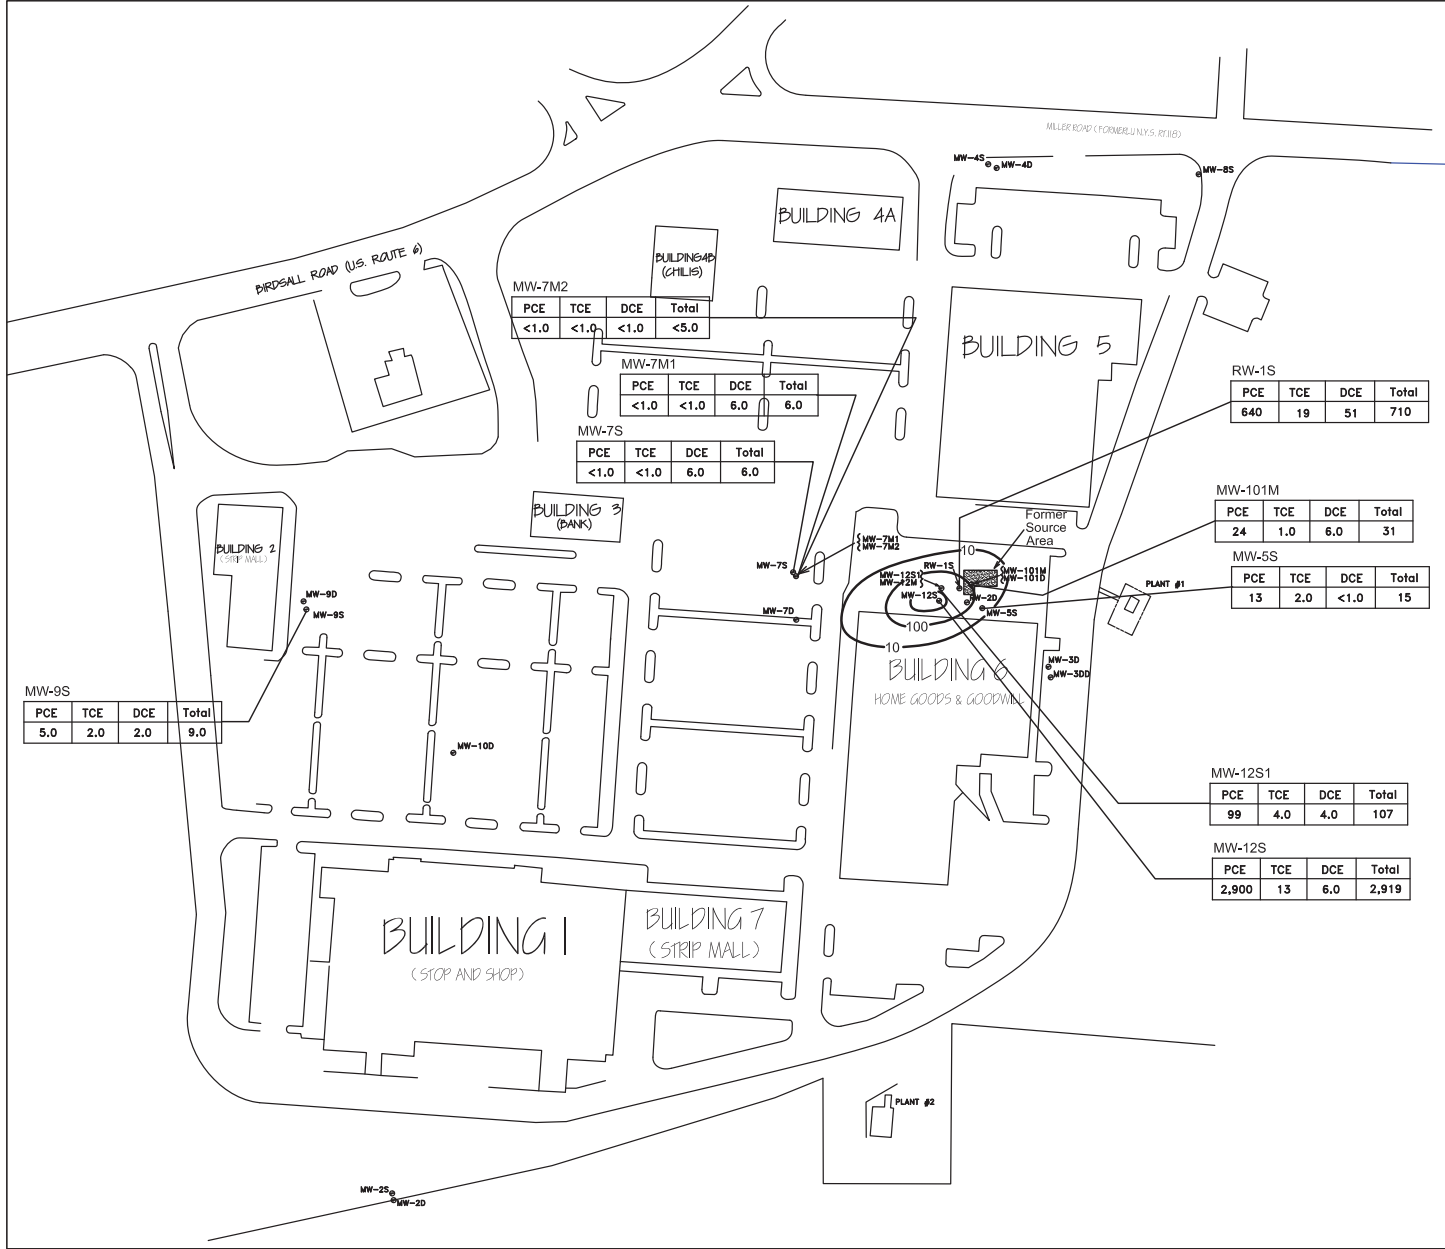 MILLER ROAD ( FORMERLU N.Y.S. RT.118)
MW-4S
MW-4D
MW-8S
BUILDING 4A
BIRDSALL ROAD (U.S. ROUTE 6)
BUILDING4B
(CHILIS)
MW-7M2
PCE TCE DCE Total
<1.0 <1.0 <1.0 <5.0
BUILDING 5
MW-7M1
PCE TCE DCE Total
<1.0 <1.0 6.0 6.0
RW-1S
PCE TCE DCE Total
640 19 51 710
MW-7S
PCE TCE DCE Total
<1.0 <1.0 6.0 6.0
MW-101M
PCE TCE DCE Total
24 1.0 6.0 31
BUILDING 3
(BANK)
Former
Source
Area
BUILDING 2
(STRIP MALL)
MW-7M1
MW-7M2
10
MW-5S
PCE TCE DCE Total
13 2.0 <1.0 15
MW-7S
RW-1S
MW-101M
MW-101D
MW-12S1
MW-12M
MW-12S
RW-2D
MW-5S
PLANT #1
MW-9D
MW-9S
MW-7D
100
10
BUILDING 6
HOME GOODS & GOODWILL
MW-3D
MW-3DD
MW-9S
PCE TCE DCE Total
5.0 2.0 2.0 9.0
MW-10D
MW-12S1
PCE TCE DCE Total
99 4.0 4.0 107
MW-12S
PCE TCE DCE Total
2,900 13 6.0 2,919
BUILDING 1
(STOP AND SHOP)
BUILDING 7
(STRIP MALL)
PLANT #2
MW-2S
MW-2D